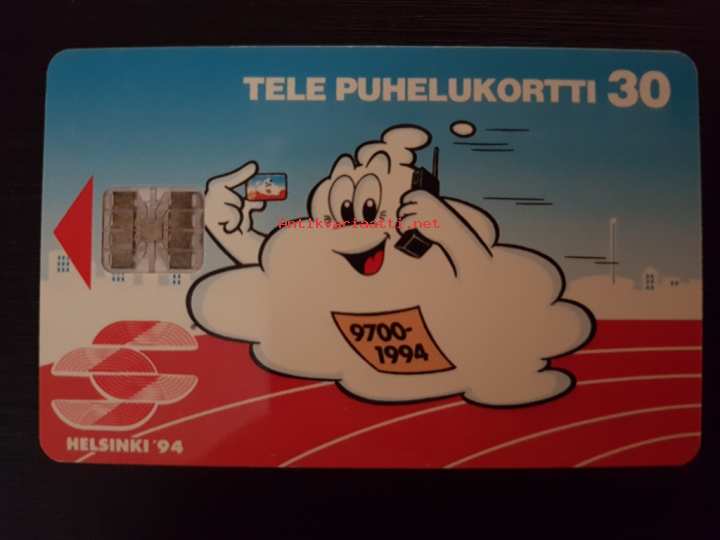 TELE PUHELUKORTTI 30
Antikvariaatti.net
9700-
1994
HELSINKI '94